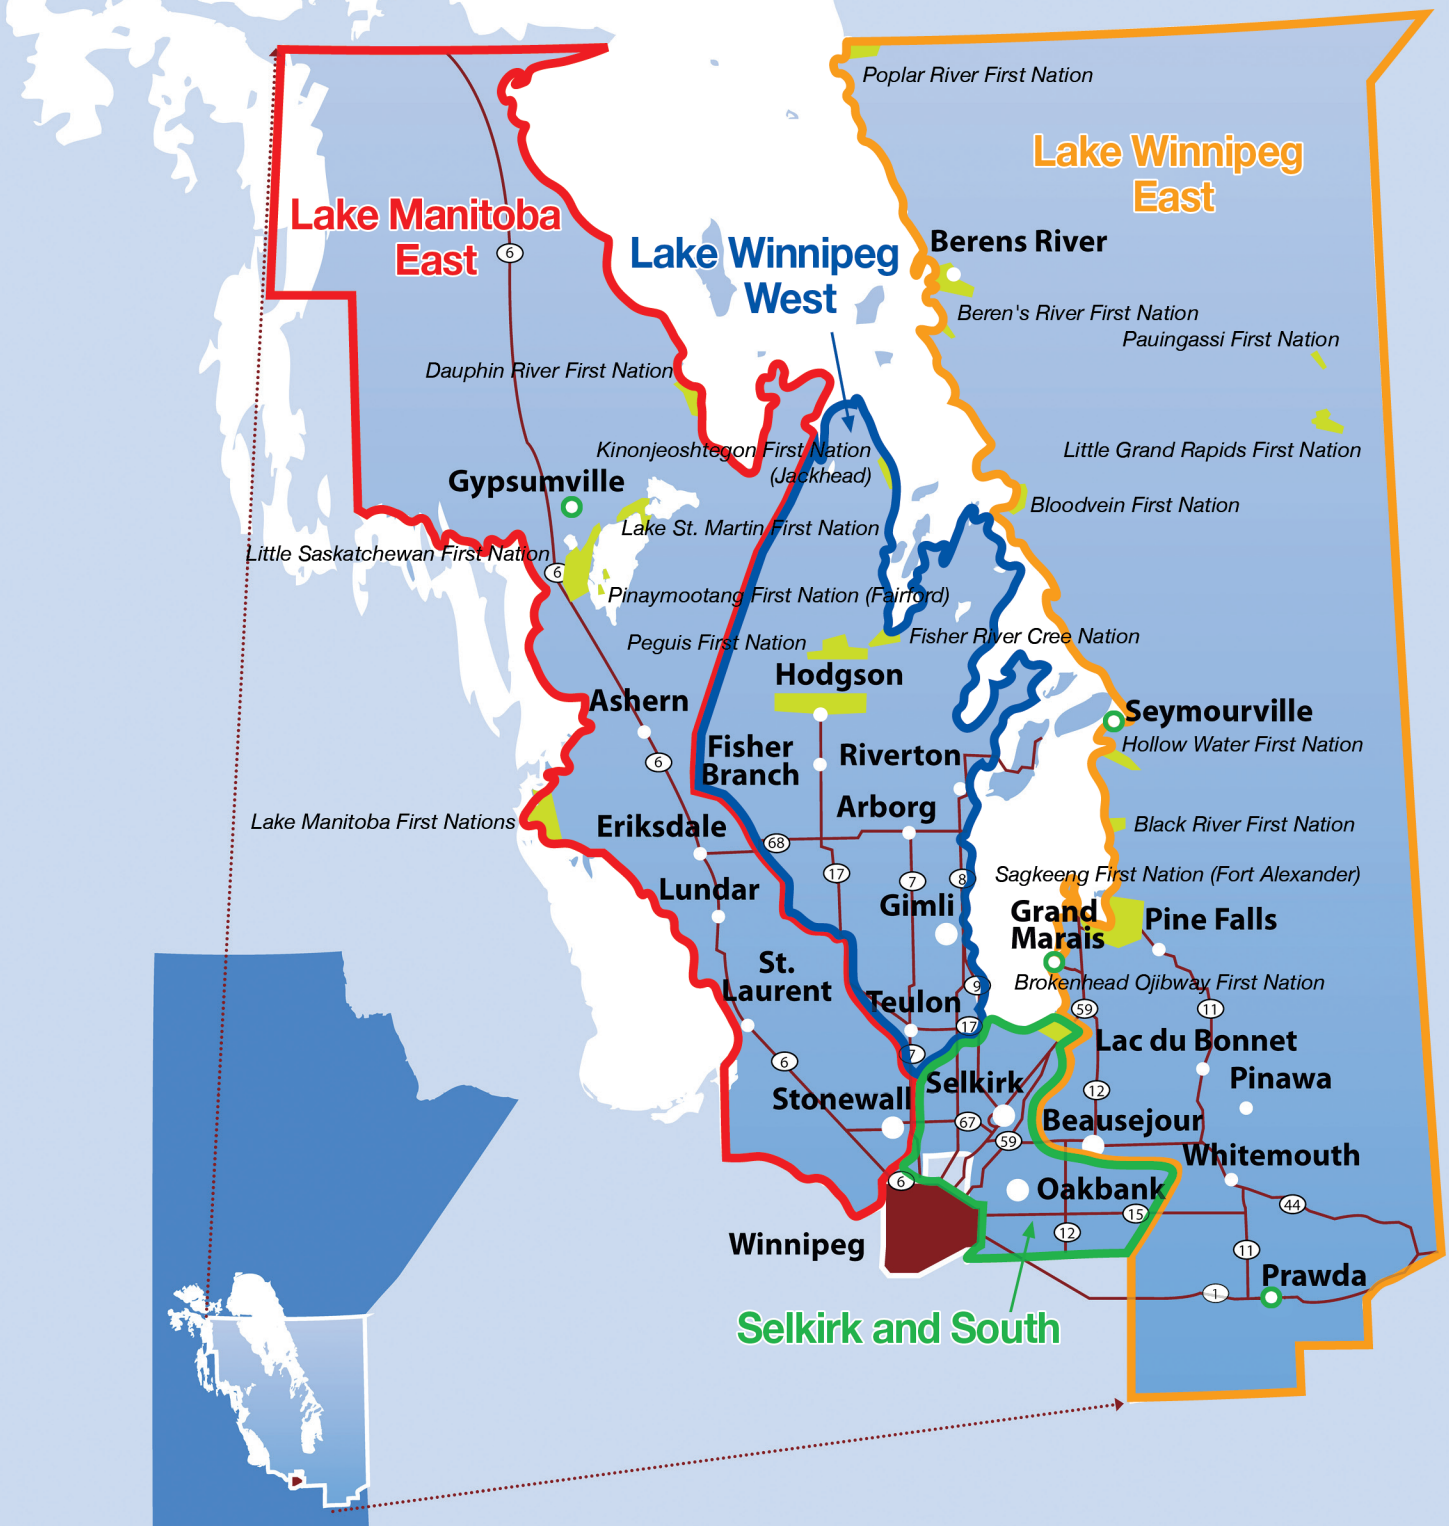 Poplar River First Nation
Lake Winnipeg
East
Lake Manitoba
East
6
Lake Winnipeg
West
Berens River
Beren's River First Nation
Pauingassi First Nation
Dauphin River First Nation
Kinonjeoshtegon First Nation
(Jackhead)
Little Grand Rapids First Nation
Gypsumville
Bloodvein First Nation
Lake St. Martin First Nation
Little Saskatchewan First Nation
6
Pinaymootang First Nation (Fairford)
Peguis First Nation
Fisher River Cree Nation
Hodgson
Ashern
Seymourville
Hollow Water First Nation
Fisher
Branch
Riverton
6
Arborg
Lake Manitoba First Nations
Eriksdale
Black River First Nation
68
17
7
8
Sagkeeng First Nation (Fort Alexander)
Lundar
Gimli
Grand
Marais
Pine Falls
St.
Laurent
9
Brokenhead Ojibway First Nation
Teulon
59
11
17
Lac du Bonnet
7
6
Selkirk
Pinawa
12
Stonewall
67
Beausejour
59
Whitemouth
6
Oakbank
15
44
12
11
Winnipeg
Prawda
1
Selkirk and South